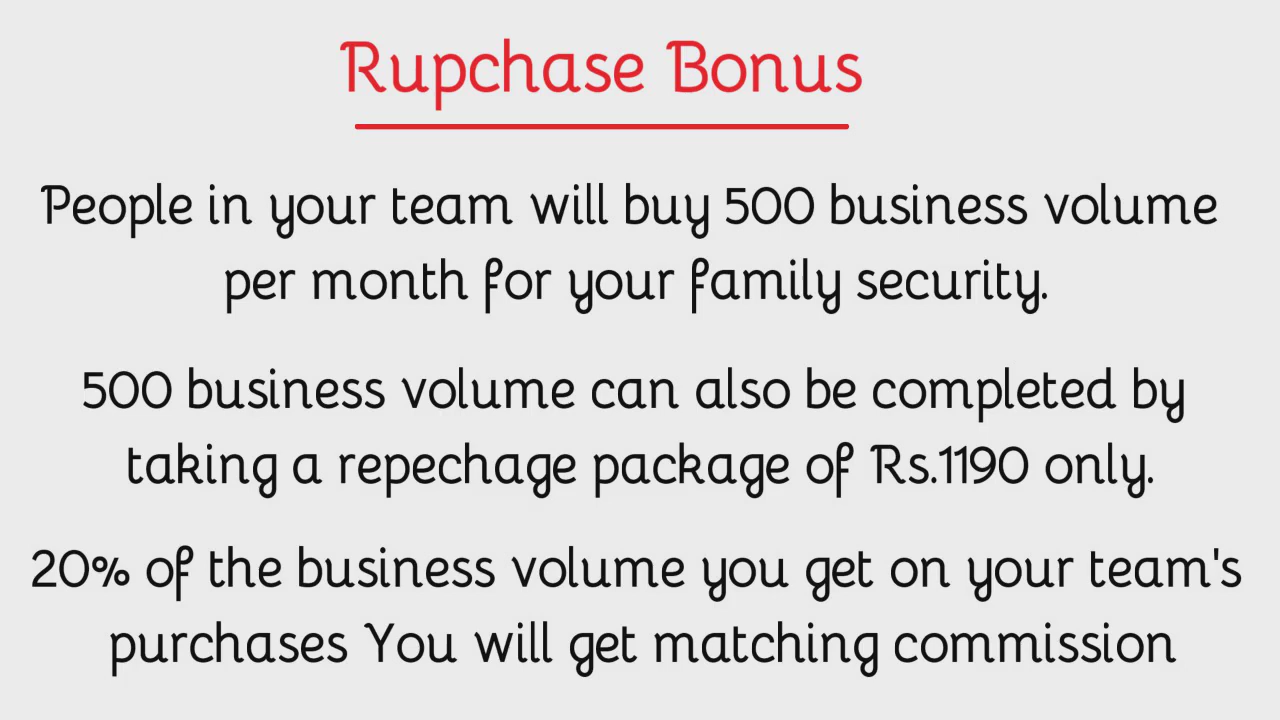 Rupchase Bonus
People in your team will buy 500 business volume
per month for your family security.
500 business volume can also be completed by
taking a repechage package of Rs.1190 only.
20% of the business volume you get on your team's
purchases You will get matching commission